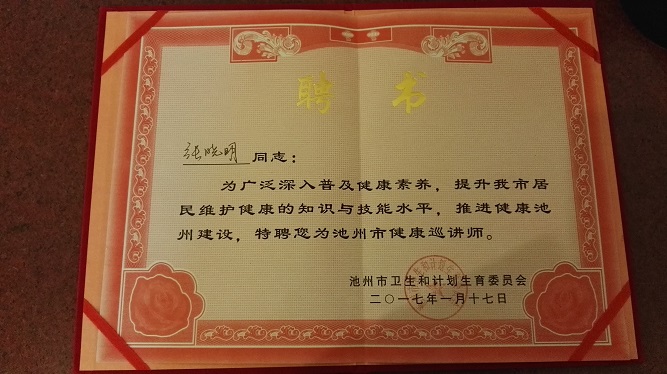 聘 书
张晓明 同志：
为广泛深入普及健康素养，提升我市居
民维护健康的知识与技能水平，推进健康池
州建设，特聘您为池州市健康巡讲师。
池州市卫生和计划生育委员会
二〇一七年一月十七日